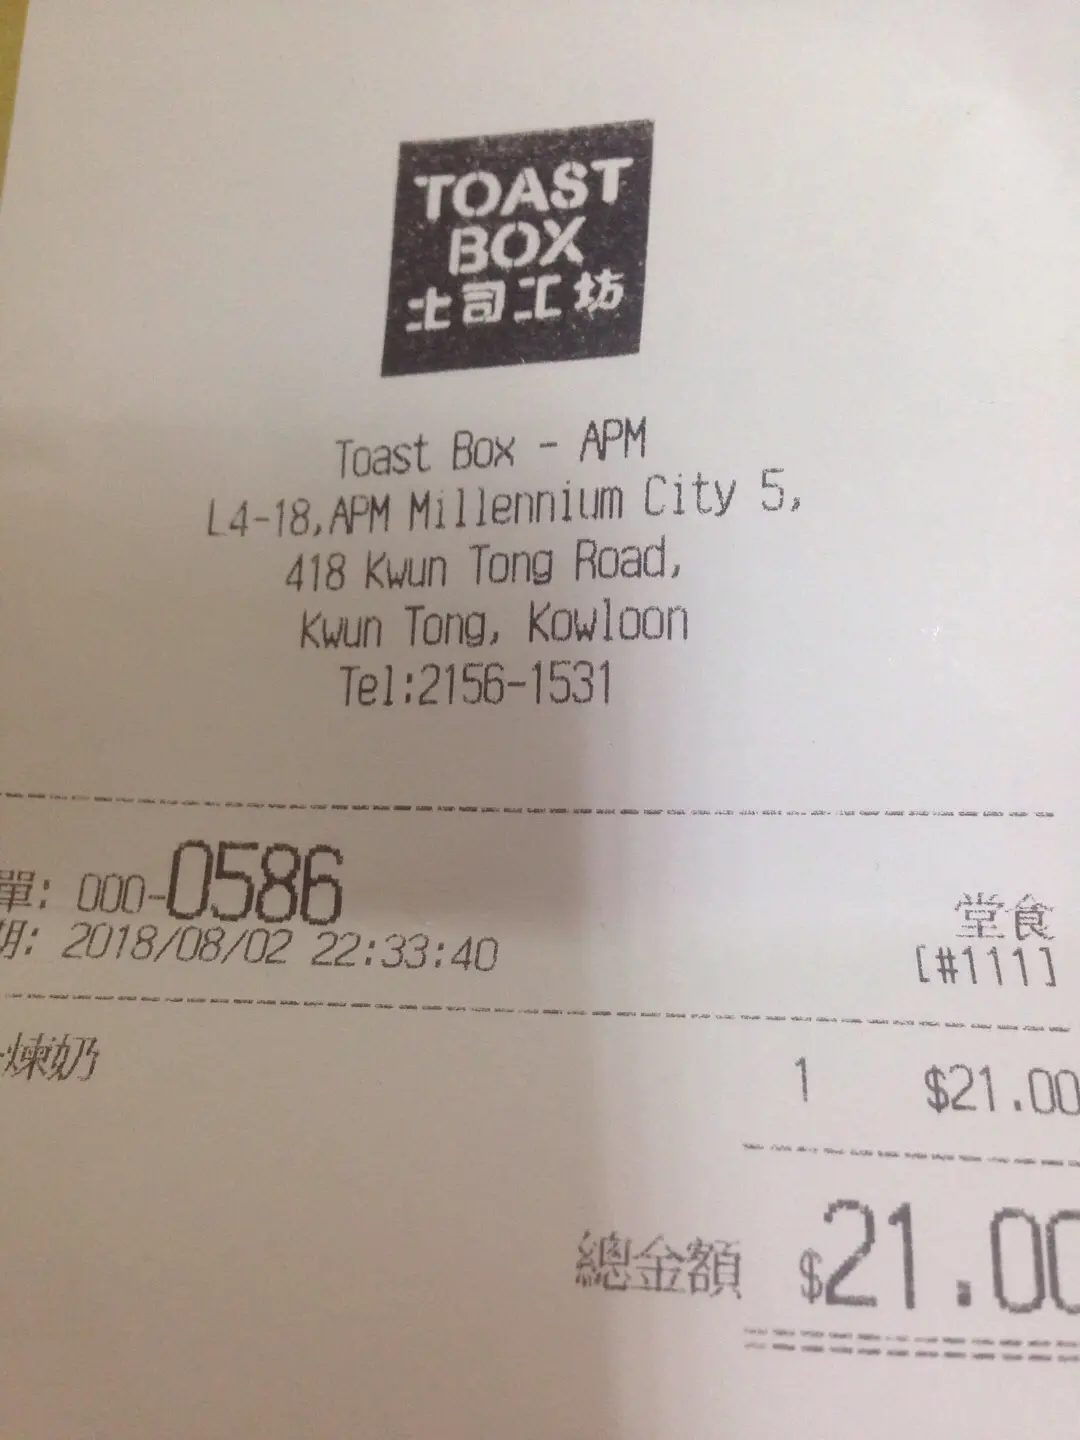 TOAST
BOX
土司工坊
Toast Box - APM
L4-18,APM Millennium City 5,
418 Kwun Tong Road,
Kwun Tong, Kowloon
Tel:2156-1531
單: 000-0586
堂食
期: 2018/08/02 22:33:40
[#111]
煉奶 1 $21.00
總金額 $21.00